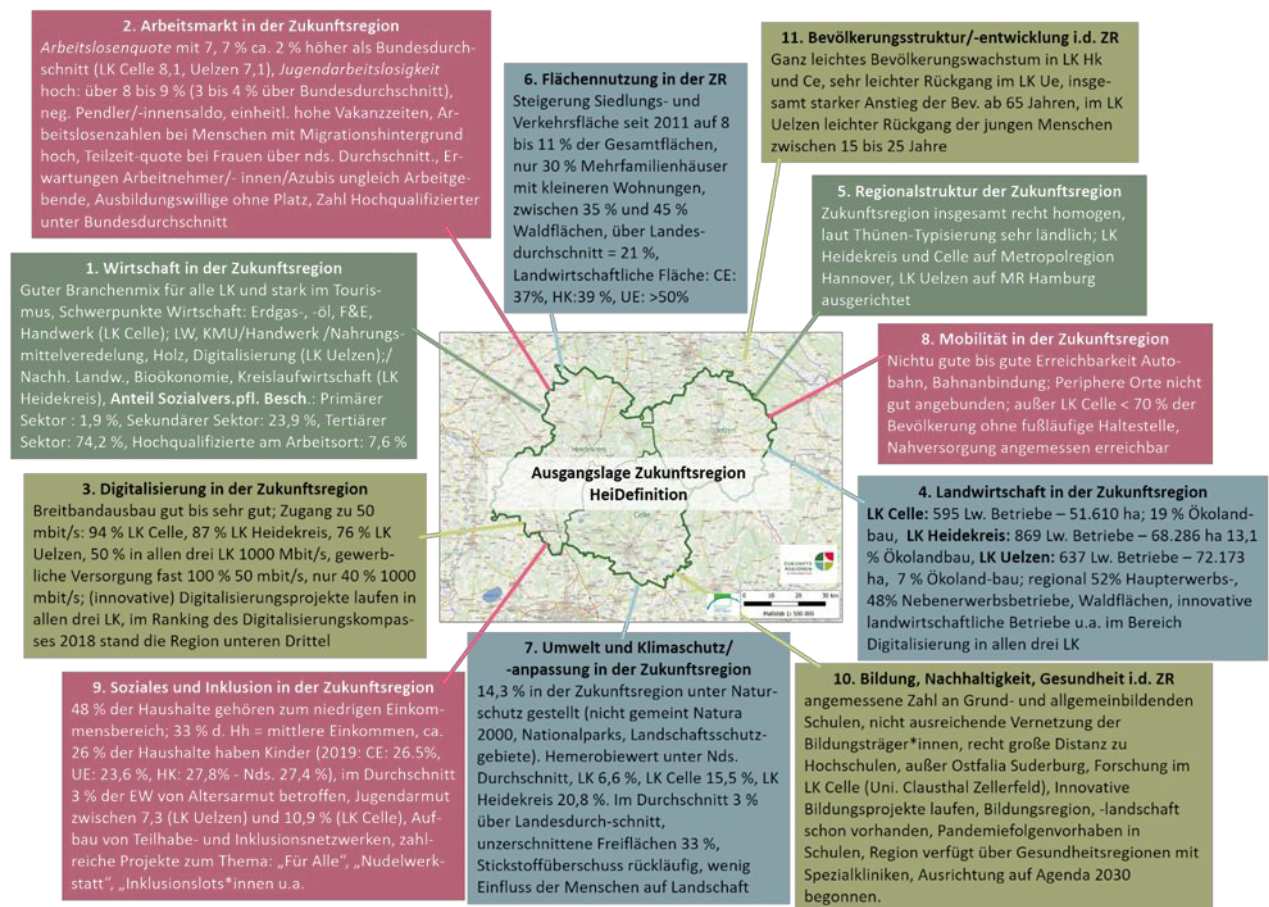 2. Arbeitsmarkt in der Zukunftsregion
Arbeitslosenquote mit 7, 7 % ca. 2 % höher als Bundesdurch-
schnitt (LK Celle 8,1, Uelzen 7,1), Jugendarbeitslosigkeit
hoch: über 8 bis 9 % (3 bis 4 % über Bundesdurchschnitt),
neg. Pendler/-innensaldo, einheitl. hohe Vakanzzeiten, Ar-
beitslosenzahlen bei Menschen mit Migrationshintergrund
hoch, Teilzeit-quote bei Frauen über nds. Durchschnitt., Er-
wartungen Arbeitnehmer/- innen/Azubis ungleich Arbeitge-
bende, Ausbildungswillige ohne Platz, Zahl Hochqualifizierter
unter Bundesdurchschnitt
6. Flächennutzung in der ZR
Steigerung Siedlungs- und
Verkehrsfläche seit 2011 auf 8
bis 11 % der Gesamtflächen,
nur 30 % Mehrfamilienhäuser
mit kleineren Wohnungen,
zwischen 35 % und 45 %
Waldflächen, über Landes-
durchschnitt = 21 %,
Landwirtschaftliche Fläche: CE:
37%, HK:39 %, UE: >50%
11. Bevölkerungsstruktur/-entwicklung i.d. ZR
Ganz leichtes Bevölkerungswachstum in LK Hk
und Ce, sehr leichter Rückgang im LK Ue, insge-
samt starker Anstieg der Bev. ab 65 Jahren, im LK
Uelzen leichter Rückgang der jungen Menschen
zwischen 15 bis 25 Jahre
5. Regionalstruktur der Zukunftsregion
Zukunftsregion insgesamt recht homogen,
laut Thünen-Typisierung sehr ländlich; LK
Heidekreis und Celle auf Metropolregion
Hannover, LK Uelzen auf MR Hamburg
ausgerichtet
1. Wirtschaft in der Zukunftsregion
Guter Branchenmix für alle LK und stark im Touris-
mus, Schwerpunkte Wirtschaft: Erdgas-, -öl, F&E,
Handwerk (LK Celle); LW, KMU/Handwerk /Nahrungs-
mittelveredelung, Holz, Digitalisierung (LK Uelzen);/
Nachh. Landw., Bioökonomie, Kreislaufwirtschaft (LK
Heidekreis), Anteil Sozialvers.pfl. Besch.: Primärer
Sektor : 1,9 %, Sekundärer Sektor: 23,9 %, Tertiärer
Sektor: 74,2 %, Hochqualifizierte am Arbeitsort: 7,6 %
8. Mobilität in der Zukunftsregion
Nichtu gute bis gute Erreichbarkeit Auto-
bahn, Bahnanbindung; Periphere Orte nicht
gut angebunden; außer LK Celle < 70 % der
Bevölkerung ohne fußläufige Haltestelle,
Nahversorgung angemessen erreichbar
Heidekreis
Uelzen
Ausgangslage Zukunftsregion
HeiDefinition
Celle
ZUKUNFTS
REGIONEN
0 10 20 30 km
Maßstab 1: 500.000
3. Digitalisierung in der Zukunftsregion
Breitbandausbau gut bis sehr gut; Zugang zu 50
mbit/s: 94 % LK Celle, 87 % LK Heidekreis, 76 % LK
Uelzen, 50 % in allen drei LK 1000 Mbit/s, gewerb-
liche Versorgung fast 100 % 50 mbit/s, nur 40 % 1000
mbit/s; (innovative) Digitalisierungsprojekte laufen in
allen drei LK, im Ranking des Digitalisierungskompas-
ses 2018 stand die Region unteren Drittel
4. Landwirtschaft in der Zukunftsregion
LK Celle: 595 Lw. Betriebe – 51.610 ha; 19 % Ökoland-
bau, LK Heidekreis: 869 Lw. Betriebe – 68.286 ha 13,1
% Ökolandbau, LK Uelzen: 637 Lw. Betriebe – 72.173
ha, 7 % Ökoland-bau; regional 52% Haupterwerbs-,
48% Nebenerwerbsbetriebe, Waldflächen, innovative
landwirtschaftliche Betriebe u.a. im Bereich
Digitalisierung in allen drei LK
9. Soziales und Inklusion in der Zukunftsregion
48 % der Haushalte gehören zum niedrigen Einkom-
mensbereich; 33 % d. Hh = mittlere Einkommen, ca.
26 % der Haushalte haben Kinder (2019: CE: 26.5%,
UE: 23,6 %, HK: 27,8% - Nds. 27,4 %), im Durchschnitt
3 % der EW von Altersarmut betroffen, Jugendarmut
zwischen 7,3 (LK Uelzen) und 10,9 % (LK Celle), Auf-
bau von Teilhabe- und Inklusionsnetzwerken, zahl-
reiche Projekte zum Thema: „Für Alle", „Nudelwerk-
statt", „Inklusionslots*innen u.a.
7. Umwelt und Klimaschutz/
-anpassung in der Zukunftsregion
14,3 % in der Zukunftsregion unter Natur-
schutz gestellt (nicht gemeint Natura
2000, Nationalparks, Landschaftsschutz-
gebiete). Hemerobiewert unter Nds.
Durchschnitt, LK 6,6 %, LK Celle 15,5 %, LK
Heidekreis 20,8 %. Im Durchschnitt 3 %
über Landesdurch-schnitt,
unzerschnittene Freiflächen 33 %,
Stickstoffüberschuss rückläufig, wenig
Einfluss der Menschen auf Landschaft
10. Bildung, Nachhaltigkeit, Gesundheit i.d. ZR
angemessene Zahl an Grund- und allgemeinbildenden
Schulen, nicht ausreichende Vernetzung der
Bildungsträger*innen, recht große Distanz zu
Hochschulen, außer Ostfalia Suderburg, Forschung im
LK Celle (Uni. Clausthal Zellerfeld), Innovative
Bildungsprojekte laufen, Bildungsregion, -landschaft
schon vorhanden, Pandemiefolgenvorhaben in
Schulen, Region verfügt über Gesundheitsregionen mit
Spezialkliniken, Ausrichtung auf Agenda 2030
begonnen.